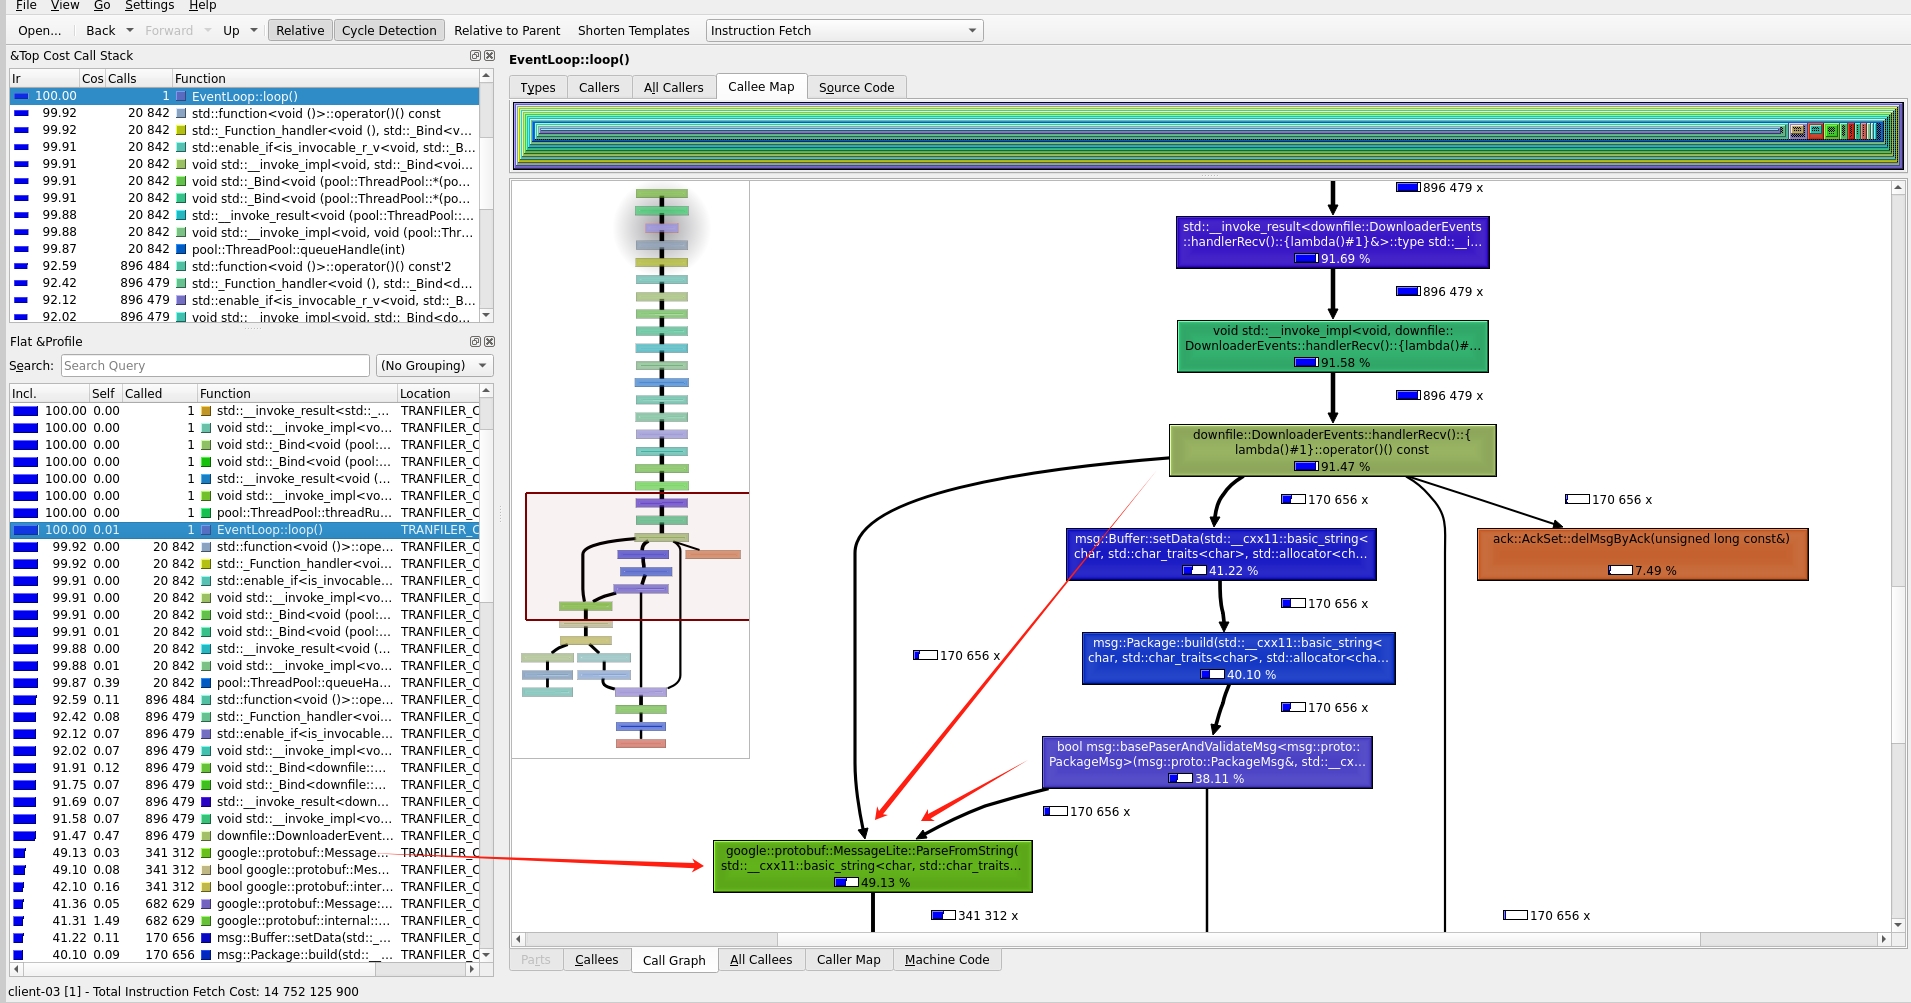 File View Go Settings Help
Open... Back Forward Up Relative Cycle Detection Relative to Parent Shorten Templates Instruction Fetch
&Top Cost Call Stack
Ir Cos Calls Function
100.00 1 EventLoop::loop()
99.92 20 842 std::function<void ()>::operator()() const
99.92 20 842 std::_Function_handler<void (), std::_Bind<v...
99.91 20 842 std::enable_if<is_invocable_r_v<void, std::_B...
99.91 20 842 void std::__invoke_impl<void, std::_Bind<voi...
99.91 20 842 void std::_Bind<void (pool::ThreadPool::*(po...
99.91 20 842 void std::_Bind<void (pool::ThreadPool::*(po...
99.88 20 842 std::__invoke_result<void (pool::ThreadPool::...
99.88 20 842 void std::__invoke_impl<void, void (pool::Thr...
99.87 20 842 pool::ThreadPool::queueHandle(int)
92.59 896 484 std::function<void ()>::operator()() const'2
92.42 896 479 std::_Function_handler<void (), std::_Bind<d...
92.12 896 479 std::enable_if<is_invocable_r_v<void, std::_B...
92.02 896 479 void std::__invoke_impl<void, std::_Bind<do...
Flat &Profile
Search: Search Query (No Grouping)
Incl. Self Called Function Location
100.00 0.00 1 std::__invoke_result<std::_... TRANFILER_C
100.00 0.00 1 void std::__invoke_impl<vo... TRANFILER_C
100.00 0.00 1 void std::_Bind<void (pool:... TRANFILER_C
100.00 0.00 1 void std::_Bind<void (pool:... TRANFILER_C
100.00 0.00 1 std::__invoke_result<void (... TRANFILER_C
100.00 0.00 1 void std::__invoke_impl<vo... TRANFILER_C
100.00 0.00 1 pool::ThreadPool::threadRu... TRANFILER_C
100.00 0.01 1 EventLoop::loop() TRANFILER_C
99.92 0.00 20 842 std::function<void ()>::ope... TRANFILER_C
99.92 0.00 20 842 std::_Function_handler<voi... TRANFILER_C
99.91 0.00 20 842 std::enable_if<is_invocable... TRANFILER_C
99.91 0.00 20 842 void std::__invoke_impl<vo... TRANFILER_C
99.91 0.00 20 842 void std::_Bind<void (pool:... TRANFILER_C
99.91 0.01 20 842 void std::_Bind<void (pool:... TRANFILER_C
99.88 0.00 20 842 std::__invoke_result<void (... TRANFILER_C
99.88 0.01 20 842 void std::__invoke_impl<vo... TRANFILER_C
99.87 0.39 20 842 pool::ThreadPool::queueHa... TRANFILER_C
92.59 0.11 896 484 std::function<void ()>::ope... TRANFILER_C
92.42 0.08 896 479 std::_Function_handler<voi... TRANFILER_C
92.12 0.07 896 479 std::enable_if<is_invocable... TRANFILER_C
92.02 0.07 896 479 void std::__invoke_impl<vo... TRANFILER_C
91.91 0.12 896 479 void std::_Bind<downfile::... TRANFILER_C
91.75 0.07 896 479 void std::_Bind<downfile::... TRANFILER_C
91.69 0.07 896 479 std::__invoke_result<down... TRANFILER_C
91.58 0.07 896 479 void std::__invoke_impl<vo... TRANFILER_C
91.47 0.47 896 479 downfile::DownloaderEvent... TRANFILER_C
49.13 0.03 341 312 google::protobuf::Message... TRANFILER_C
49.10 0.08 341 312 bool google::protobuf::Mes... TRANFILER_C
42.10 0.16 341 312 bool google::protobuf::inter... TRANFILER_C
41.36 0.05 682 629 google::protobuf::Message:... TRANFILER_C
41.31 1.49 682 629 google::protobuf::internal::... TRANFILER_C
41.22 0.11 170 656 msg::Buffer::setData(std::_... TRANFILER_C
40.10 0.09 170 656 msg::Package::build(std::__... TRANFILER_C
client-03 [1] - Total Instruction Fetch Cost: 14 752 125 900
EventLoop::loop()
Types Callers All Callers Callee Map Source Code
896 479 x
std::__invoke_result<downfile::DownloaderEvents
::handlerRecv()::{lambda()#1}&>::type std::__i...
91.69 %
896 479 x
void std::__invoke_impl<void, downfile::
DownloaderEvents::handlerRecv()::{lambda()#...
91.58 %
896 479 x
downfile::DownloaderEvents::handlerRecv()::{
lambda()#1}::operator()() const
91.47 %
170 656 x
170 656 x
msg::Buffer::setData(std::__cxx11::basic_string<
char, std::char_traits<char>, std::allocator<ch...
41.22 %
ack::AckSet::delMsgByAck(unsigned long const&)
7.49 %
170 656 x
msg::Package::build(std::__cxx11::basic_string<
char, std::char_traits<char>, std::allocator<cha...
40.10 %
170 656 x
170 656 x
bool msg::basePaserAndValidateMsg<msg::proto::
PackageMsg>(msg::proto::PackageMsg&, std::__cx...
38.11 %
170 656 x
google::protobuf::MessageLite::ParseFromString(
std::__cxx11::basic_string<char, std::char_traits...
49.13 %
341 312 x
170 656 x
Parts Callees Call Graph All Callees Caller Map Machine Code